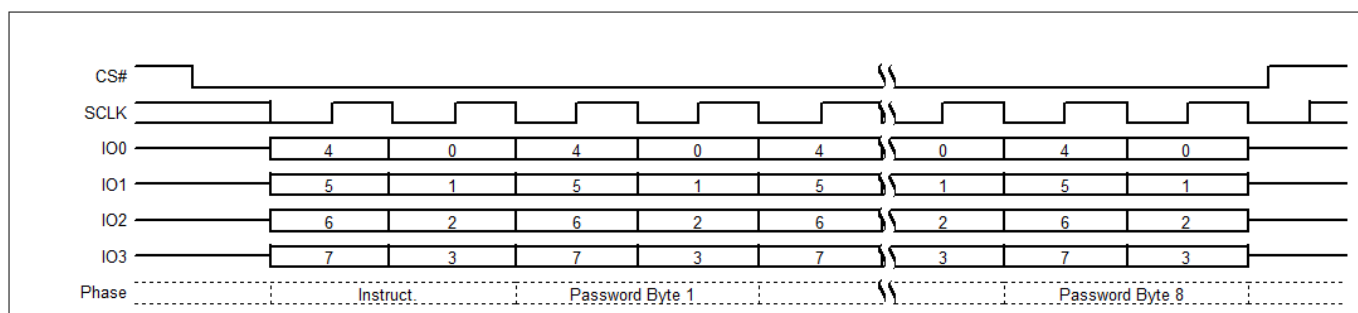 CS#
SCLK
IO0 4 0 4 0 4 0 4 0
IO1 5 1 5 1 5 1 5 1
IO2 6 2 6 2 6 2 6 2
IO3 7 3 7 3 7 3 7 3
Phase Instruct. Password Byte 1 Password Byte 8